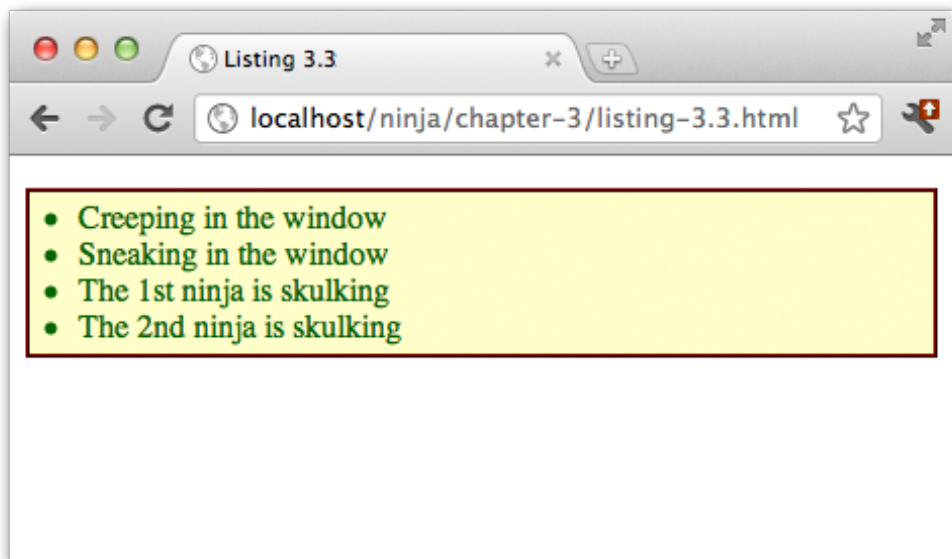 Listing 3.3
localhost/ninja/chapter-3/listing-3.3.html
Creeping in the window
Sneaking in the window
The 1st ninja is skulking
The 2nd ninja is skulking